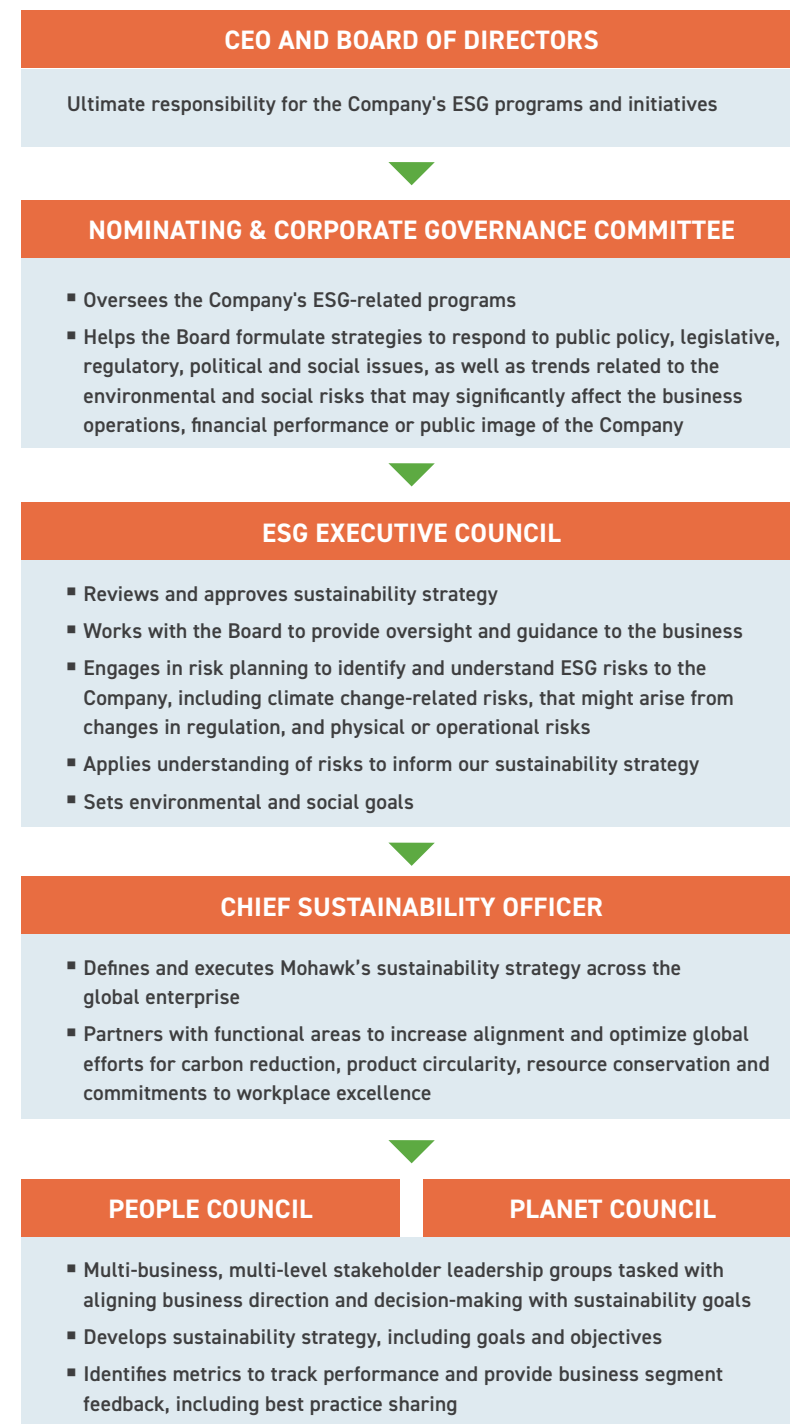 CEO AND BOARD OF DIRECTORS
Ultimate responsibility for the Company's ESG programs and initiatives
NOMINATING & CORPORATE GOVERNANCE COMMITTEE
▪ Oversees the Company's ESG-related programs
▪ Helps the Board formulate strategies to respond to public policy, legislative,
regulatory, political and social issues, as well as trends related to the
environmental and social risks that may significantly affect the business
operations, financial performance or public image of the Company
ESG EXECUTIVE COUNCIL
▪ Reviews and approves sustainability strategy
▪ Works with the Board to provide oversight and guidance to the business
▪ Engages in risk planning to identify and understand ESG risks to the
Company, including climate change-related risks, that might arise from
changes in regulation, and physical or operational risks
▪ Applies understanding of risks to inform our sustainability strategy
▪ Sets environmental and social goals
CHIEF SUSTAINABILITY OFFICER
▪ Defines and executes Mohawk’s sustainability strategy across the
global enterprise
▪ Partners with functional areas to increase alignment and optimize global
efforts for carbon reduction, product circularity, resource conservation and
commitments to workplace excellence
PEOPLE COUNCIL
PLANET COUNCIL
▪ Multi-business, multi-level stakeholder leadership groups tasked with
aligning business direction and decision-making with sustainability goals
▪ Develops sustainability strategy, including goals and objectives
▪ Identifies metrics to track performance and provide business segment
feedback, including best practice sharing